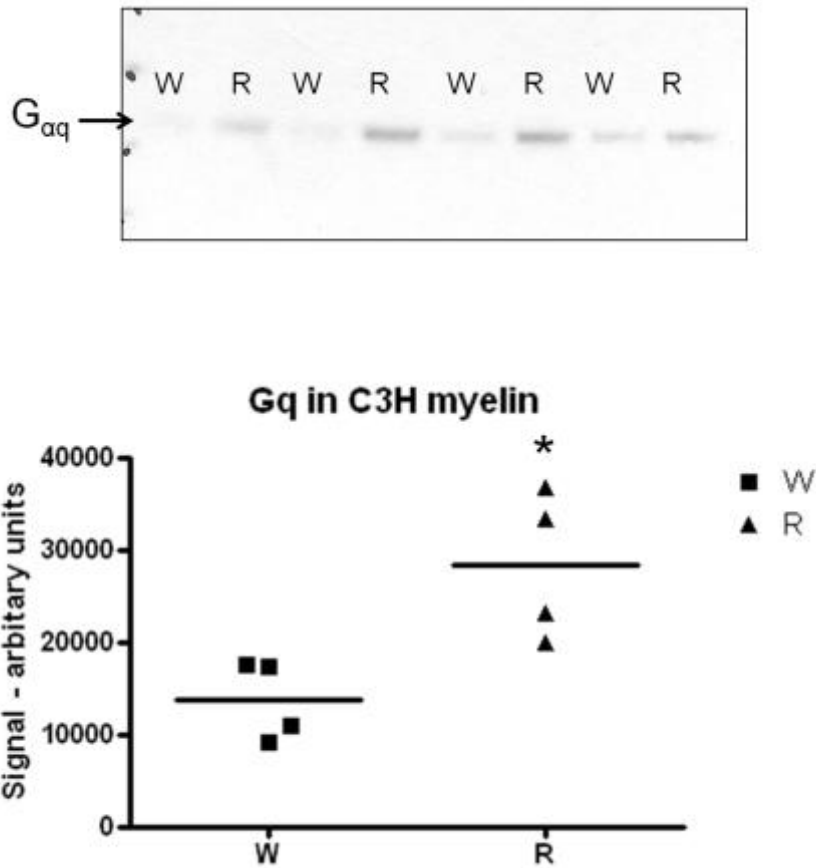 W R W R W R W R
Gαq
Gq in C3H myelin
*
40000
30000
20000
10000
0
Signal - arbitary units
W
R
W R